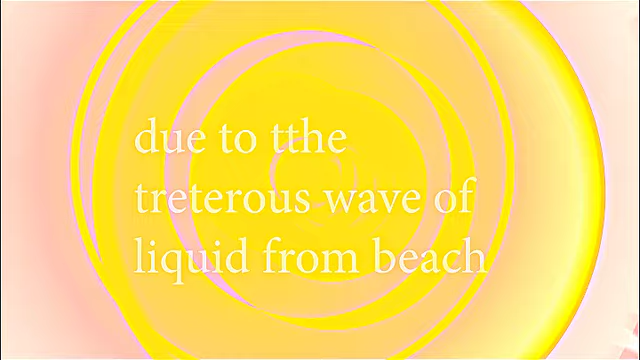 due to tthe
treterous wave of
liquid from beach